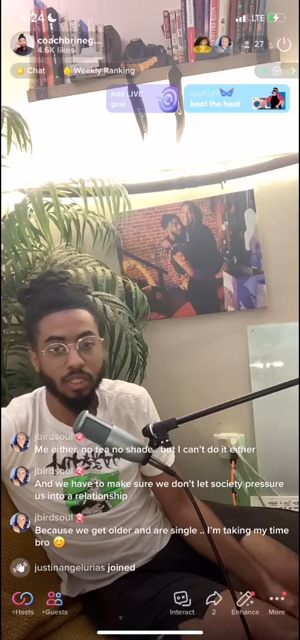 8:24
LTE
coachbrineg...
4.6K likes
27
Chat
Weekly Ranking
Add LIVE
goal
beat the heat
jbirdsoul
Me either, no tea no shade.. but I can't do it either
jbirdsoul
And we have to make sure we don't let society pressure
us into a relationship
jbirdsoul
Because we get older and are single .. I'm taking my time
bro 😊
justinangelurias joined
+Hosts
+Guests
Interact
2
Enhance
More